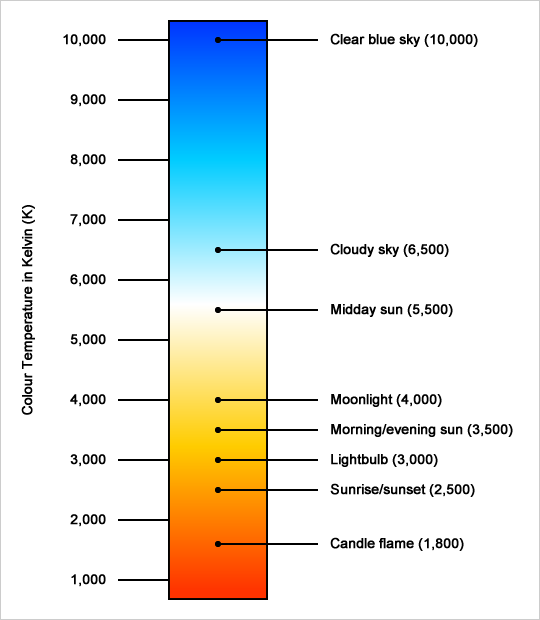 Colour Temperature in Kelvin (K)
10,000
Clear blue sky (10,000)
9,000
8,000
7,000
Cloudy sky (6,500)
6,000
Midday sun (5,500)
5,000
4,000
Moonlight (4,000)
Morning/evening sun (3,500)
3,000
Lightbulb (3,000)
Sunrise/sunset (2,500)
2,000
Candle flame (1,800)
1,000